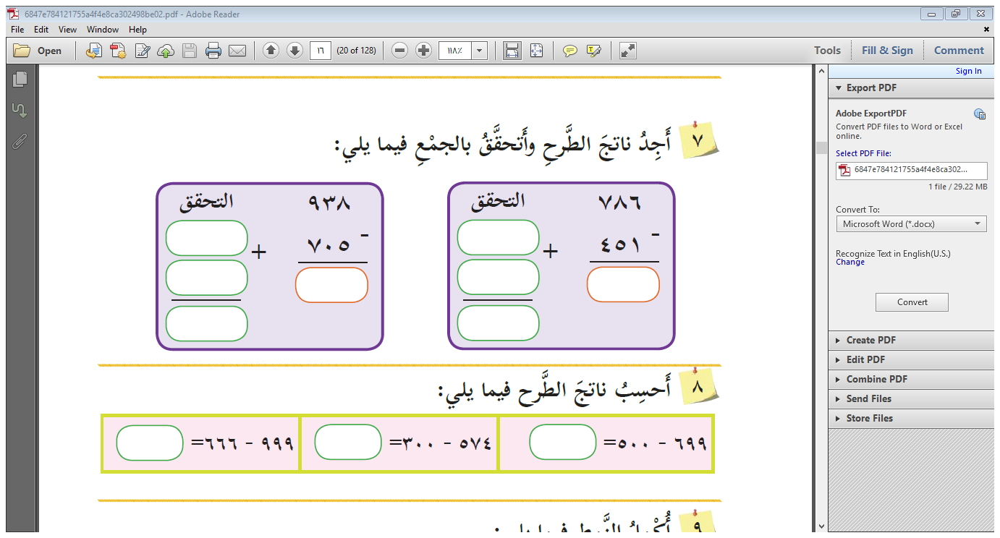 6847e784121755a4f4e8ca302498be02.pdf - Adobe Reader
File Edit View Window Help
Open ١٦ (20 of 128) ١١٨٪ Tools Fill & Sign Comment
Sign In
Export PDF
Adobe ExportPDF
Convert PDF files to Word or Excel
online.
Select PDF File:
6847e784121755a4f4e8ca302...
1 file / 29.22 MB
Convert To:
Microsoft Word (*.docx)
Recognize Text in English(U.S.)
Change
Convert
Create PDF
Edit PDF
Combine PDF
Send Files
Store Files
٧ أَجِدُ ناتجَ الطَّرحِ وأَتحقَّقُ بالجمْعِ فيما يلي:
٧٨٦ التحقق
- ٤٥١ +
٩٣٨ التحقق
- ٧٠٥ +
٨ أَحسِبُ ناتجَ الطَّرح فيما يلي:
٦٩٩ - ٥٠٠=
٥٧٤ - ٣٠٠=
٩٩٩ - ٦٦٦=
٩ أُكْمِلُ النَّمط فيما يلي: